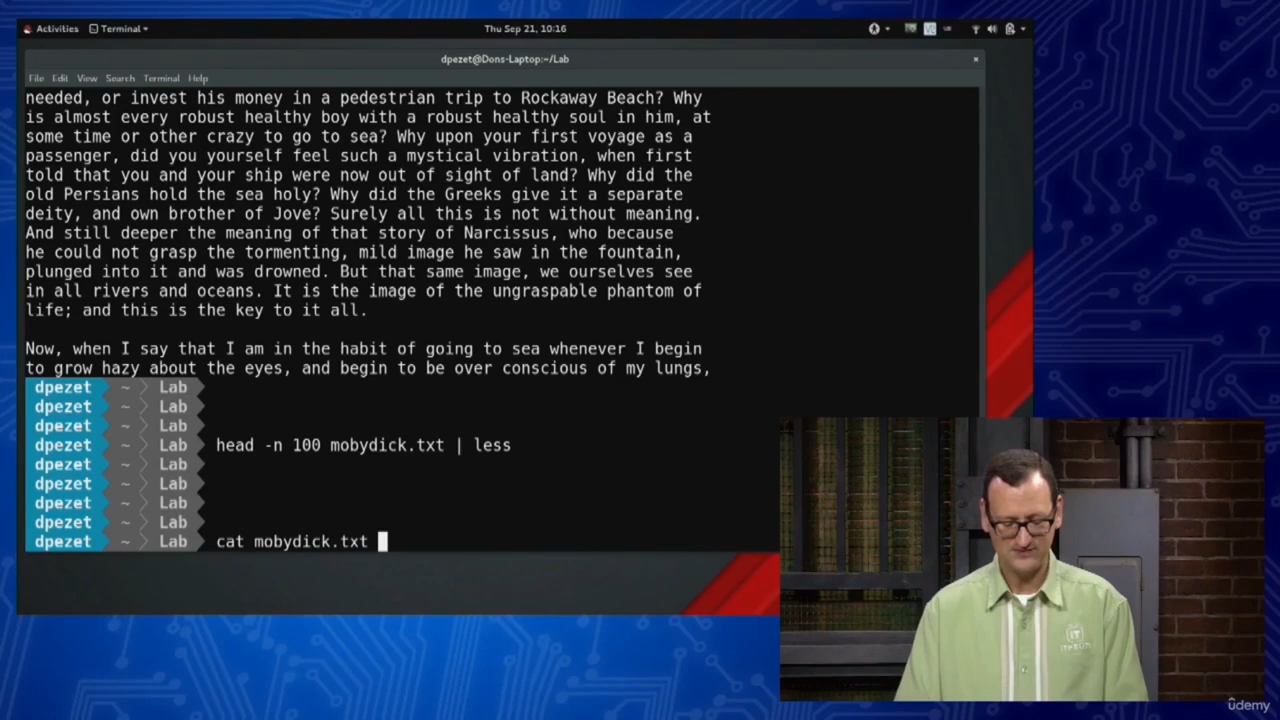 Activities Terminal Thu Sep 21, 10:16
dpezet@Dons-Laptop:~/Lab ×
File Edit View Search Terminal Help
needed, or invest his money in a pedestrian trip to Rockaway Beach? Why
is almost every robust healthy boy with a robust healthy soul in him, at
some time or other crazy to go to sea? Why upon your first voyage as a
passenger, did you yourself feel such a mystical vibration, when first
told that you and your ship were now out of sight of land? Why did the
old Persians hold the sea holy? Why did the Greeks give it a separate
deity, and own brother of Jove? Surely all this is not without meaning.
And still deeper the meaning of that story of Narcissus, who because
he could not grasp the tormenting, mild image he saw in the fountain,
plunged into it and was drowned. But that same image, we ourselves see
in all rivers and oceans. It is the image of the ungraspable phantom of
life; and this is the key to it all.
Now, when I say that I am in the habit of going to sea whenever I begin
to grow hazy about the eyes, and begin to be over conscious of my lungs,
dpezet ~ Lab
dpezet ~ Lab
dpezet ~ Lab
dpezet ~ Lab head -n 100 mobydick.txt | less
dpezet ~ Lab
dpezet ~ Lab
dpezet ~ Lab
dpezet ~ Lab
dpezet ~ Lab cat mobydick.txt
IT
ITPROTV
udemy